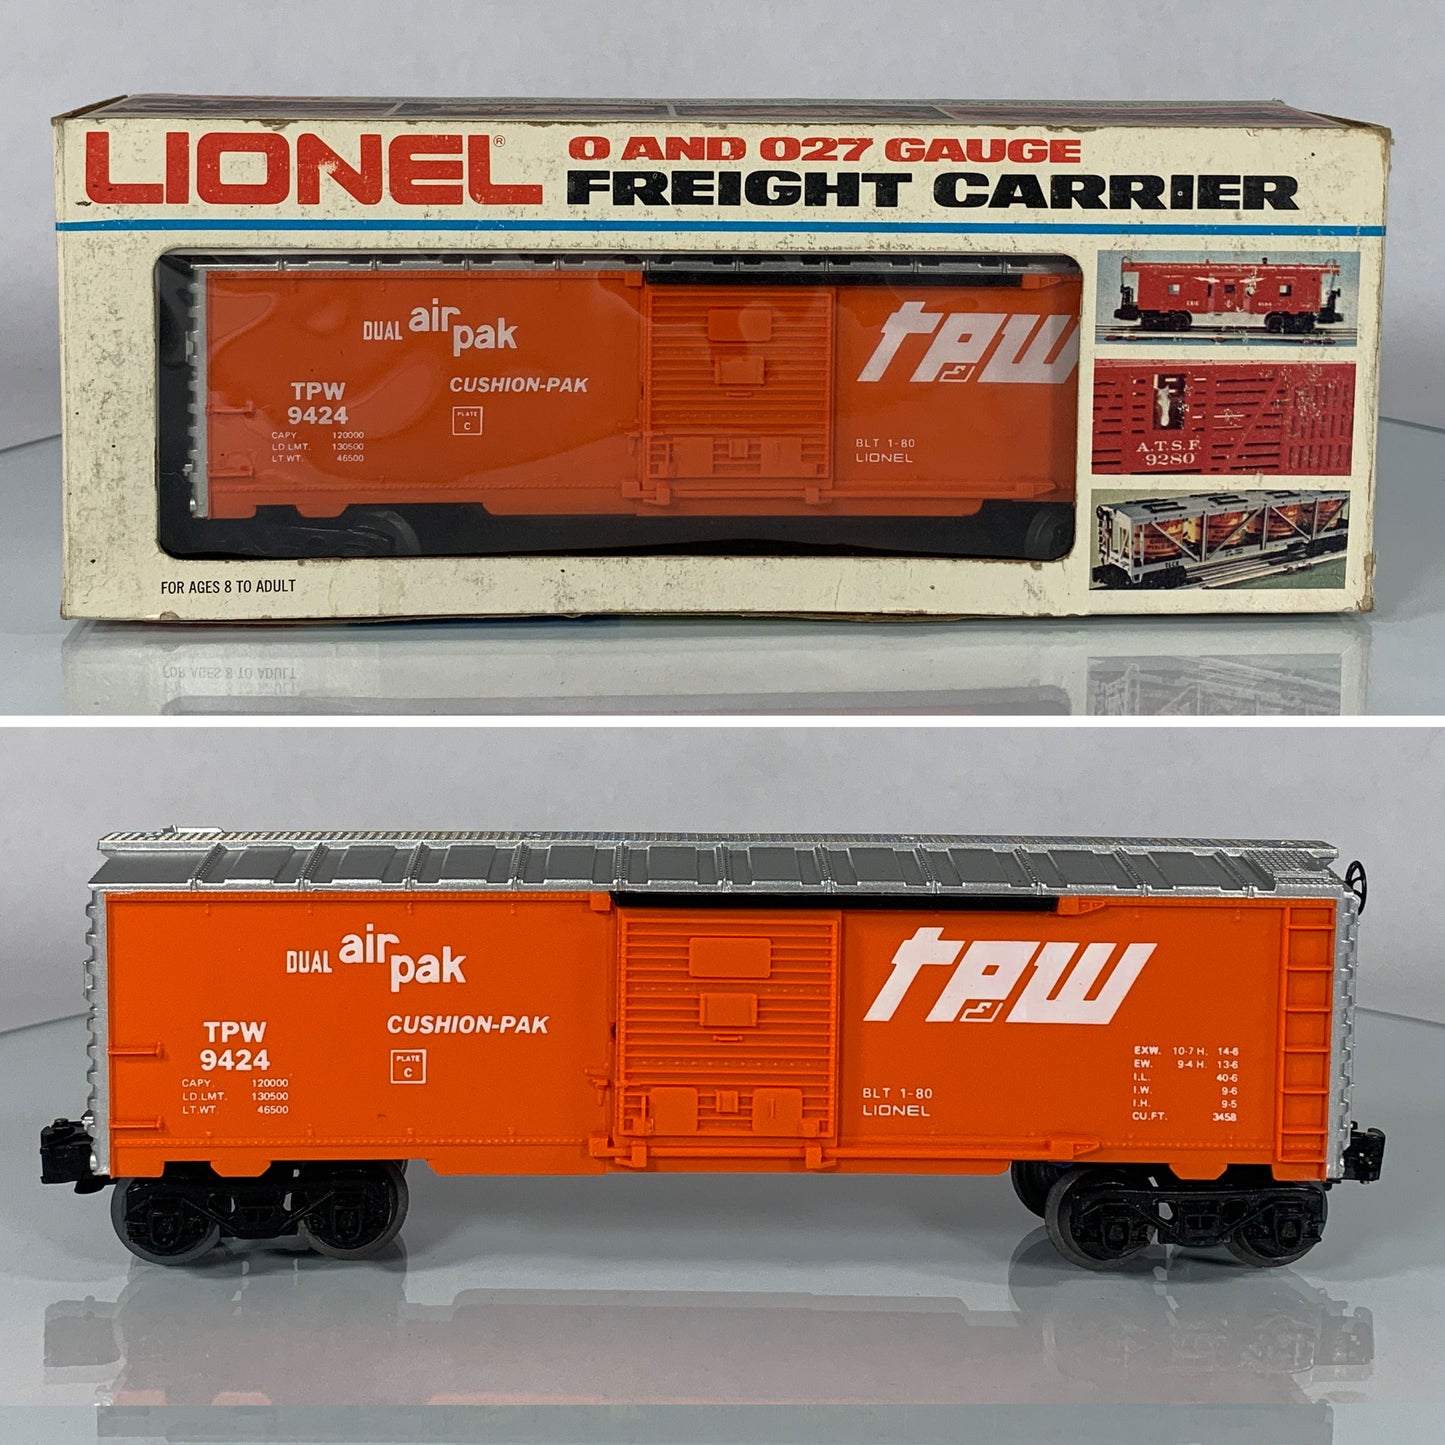 LIONEL®
O AND 027 GAUGE
FREIGHT CARRIER
DUAL air pak
CUSHION-PAK
TPW
9424
PLATE
C
CAPY. 120000
LD.LMT. 130500
LT.WT. 46500
TP&W
BLT 1-80
LIONEL
A.T.S.F.
9280
FOR AGES 8 TO ADULT
DUAL air pak
CUSHION-PAK
TPW
9424
PLATE
C
CAPY. 120000
LD.LMT. 130500
LT.WT. 46500
TP&W
BLT 1-80
LIONEL
EXW. 10-7 H. 14-6
EW. 9-4 H. 13-6
I.L. 40-6
I.W. 9-6
I.H. 9-5
CU.FT. 3458